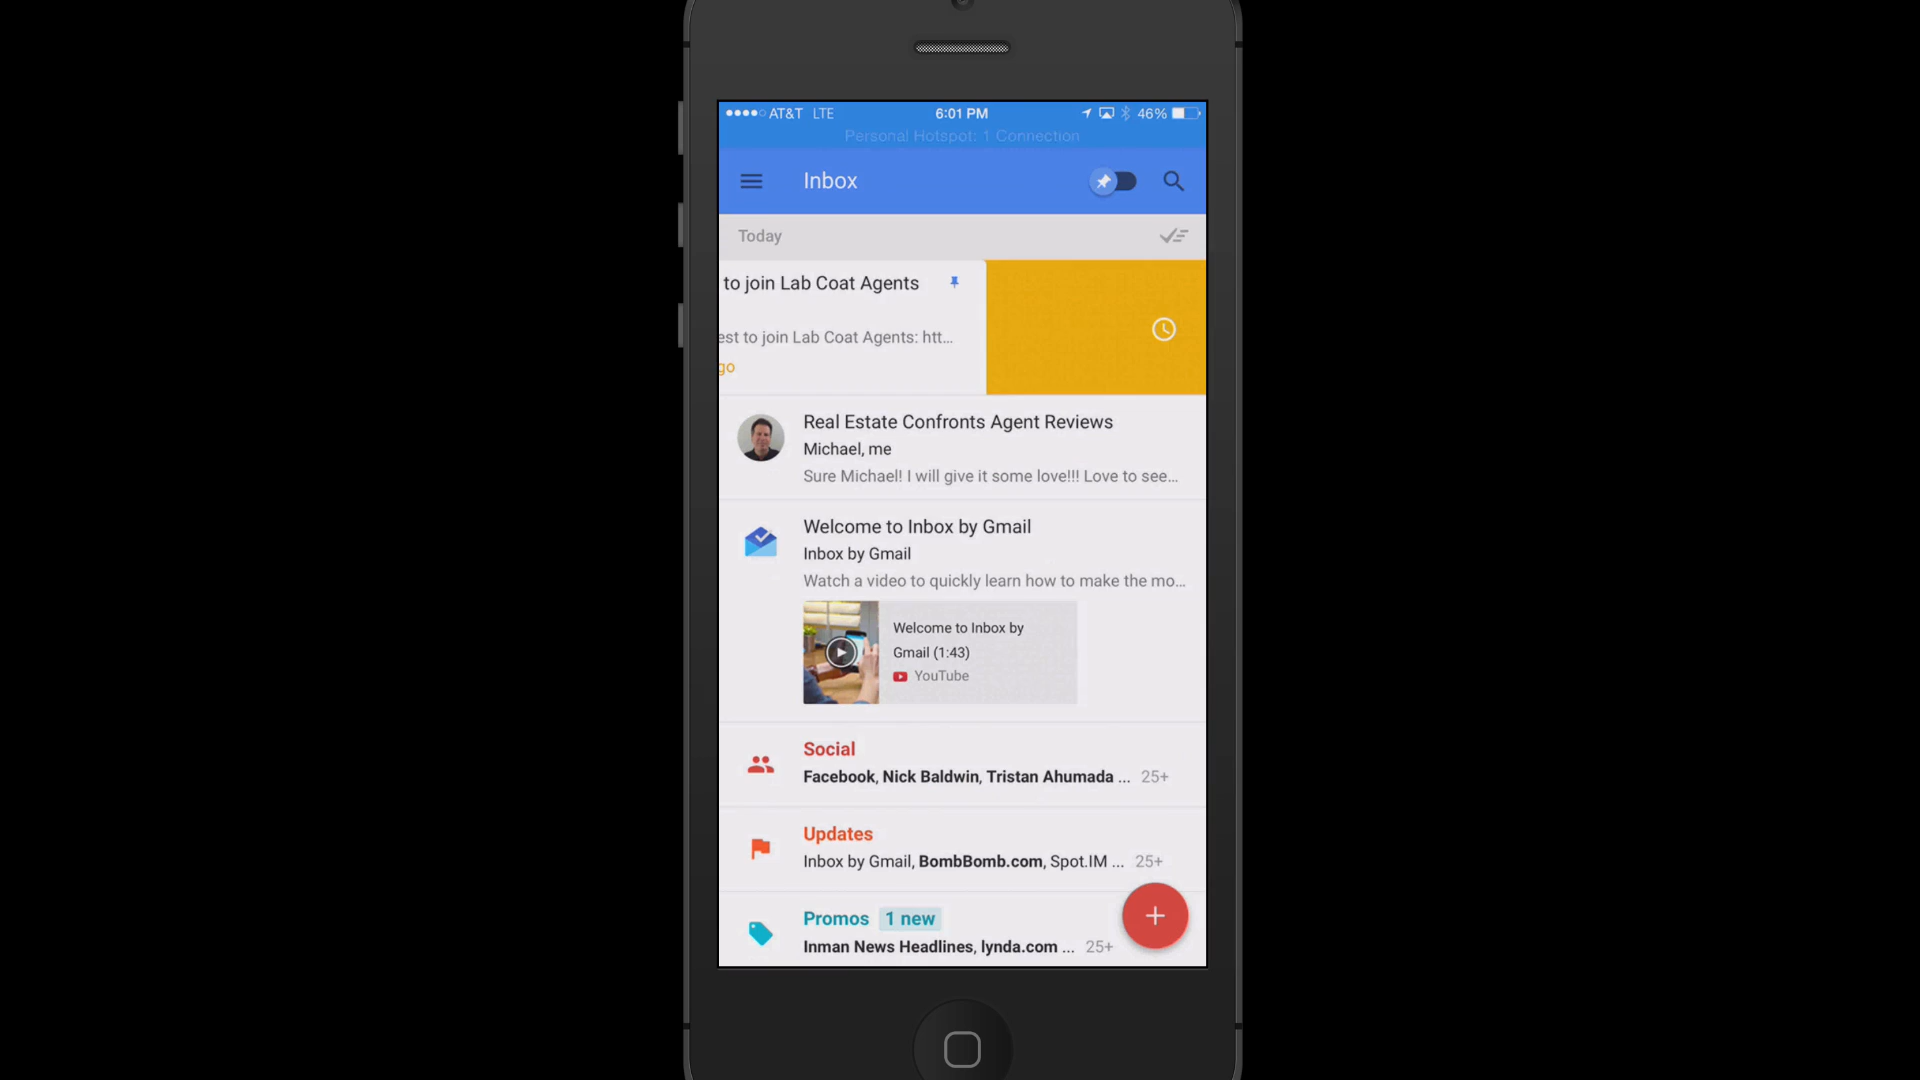 AT&T LTE 6:01 PM 46%
Personal Hotspot: 1 Connection
Inbox
Today
to join Lab Coat Agents
est to join Lab Coat Agents: htt...
go
Real Estate Confronts Agent Reviews
Michael, me
Sure Michael! I will give it some love!!! Love to see...
Welcome to Inbox by Gmail
Inbox by Gmail
Watch a video to quickly learn how to make the mo...
Welcome to Inbox by
Gmail (1:43)
YouTube
Social
Facebook, Nick Baldwin, Tristan Ahumada ... 25+
Updates
Inbox by Gmail, BombBomb.com, Spot.IM ... 25+
Promos 1 new
Inman News Headlines, lynda.com ... 25+